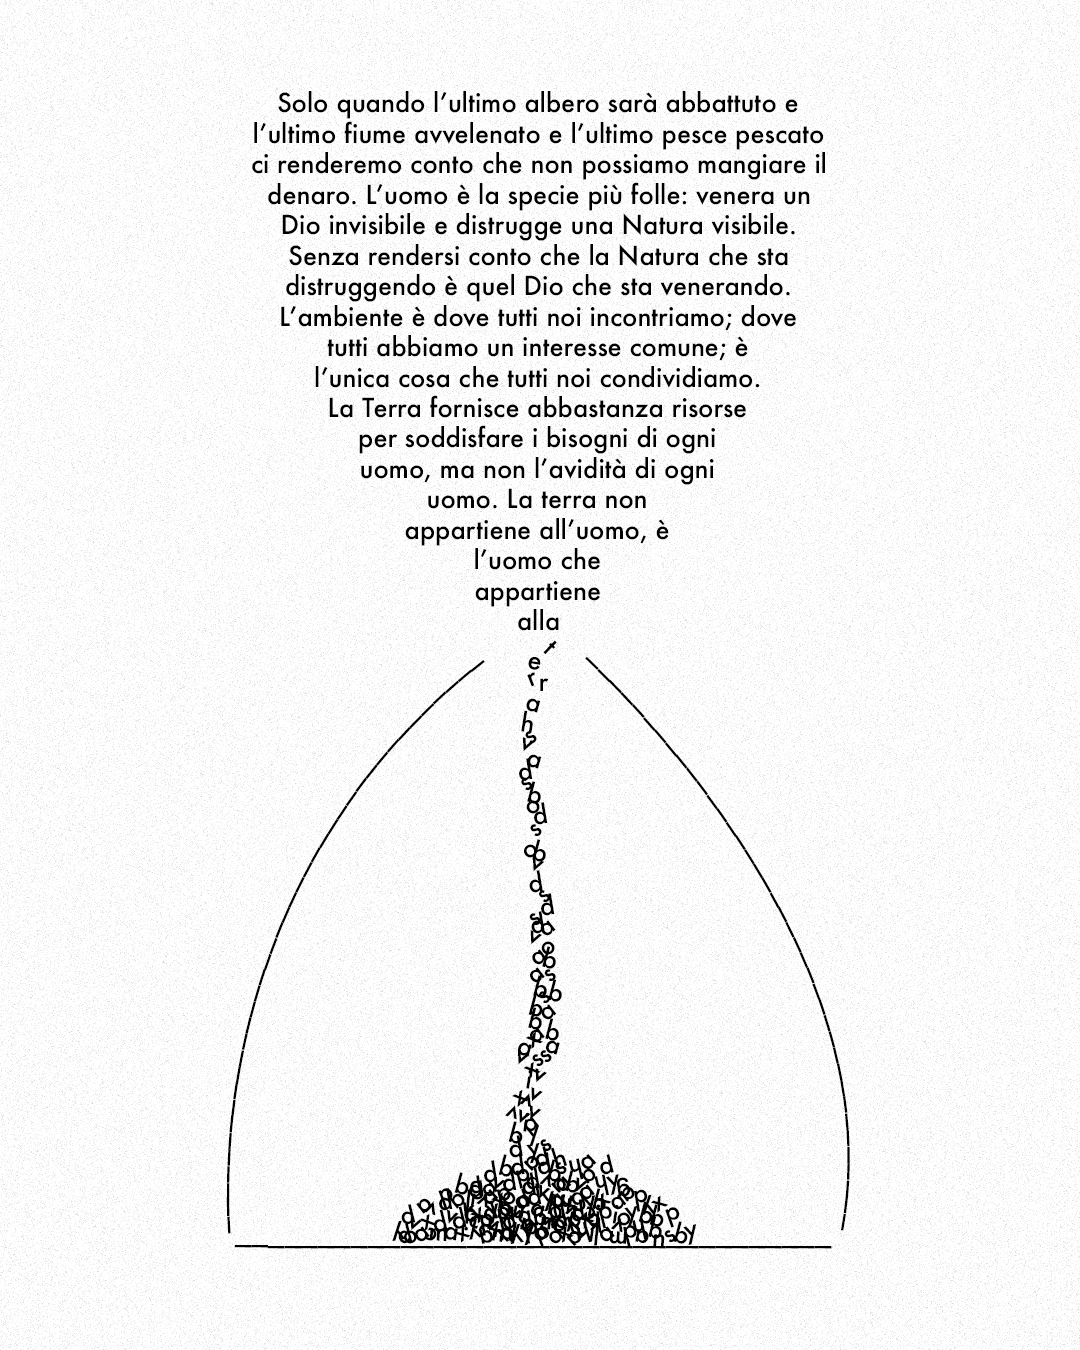 Solo quando l’ultimo albero sarà abbattuto e
l’ultimo fiume avvelenato e l’ultimo pesce pescato
ci renderemo conto che non possiamo mangiare il
denaro. L’uomo è la specie più folle: venera un
Dio invisibile e distrugge una Natura visibile.
Senza rendersi conto che la Natura che sta
distruggendo è quel Dio che sta venerando.
L’ambiente è dove tutti noi incontriamo; dove
tutti abbiamo un interesse comune; è
l’unica cosa che tutti noi condividiamo.
La Terra fornisce abbastanza risorse
per soddisfare i bisogni di ogni
uomo, ma non l’avidità di ogni
uomo. La terra non
appartiene all’uomo, è
l’uomo che
appartiene
alla
terra